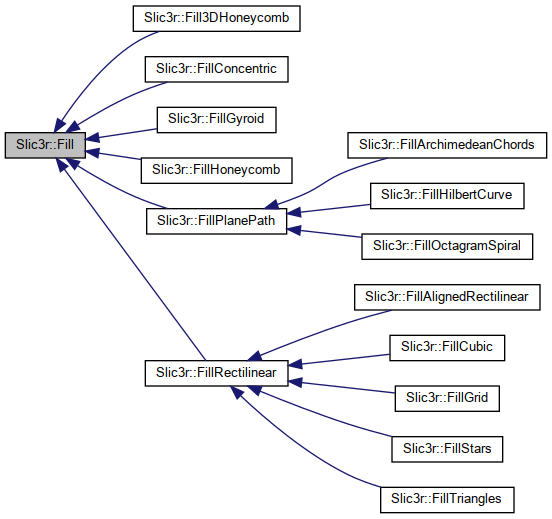 Slic3r::Fill3DHoneycomb
Slic3r::FillConcentric
Slic3r::FillGyroid
Slic3r::Fill
Slic3r::FillHoneycomb
Slic3r::FillArchimedeanChords
Slic3r::FillHilbertCurve
Slic3r::FillPlanePath
Slic3r::FillOctagramSpiral
Slic3r::FillAlignedRectilinear
Slic3r::FillCubic
Slic3r::FillRectilinear
Slic3r::FillGrid
Slic3r::FillStars
Slic3r::FillTriangles